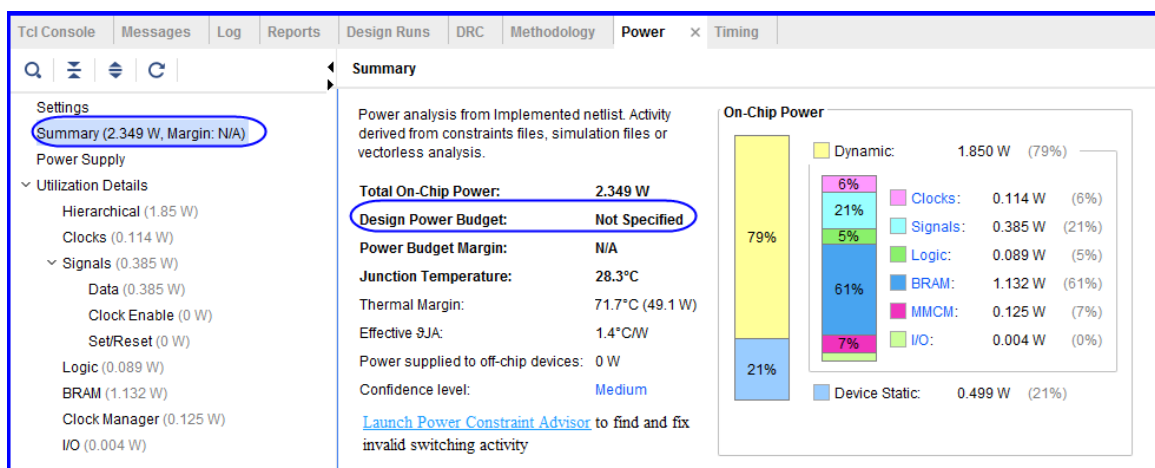 Tcl Console Messages Log Reports Design Runs DRC Methodology Power × Timing
Summary
Settings
Summary (2.349 W, Margin: N/A)
Power Supply
Utilization Details
Hierarchical (1.85 W)
Clocks (0.114 W)
Signals (0.385 W)
Data (0.385 W)
Clock Enable (0 W)
Set/Reset (0 W)
Logic (0.089 W)
BRAM (1.132 W)
Clock Manager (0.125 W)
I/O (0.004 W)
Power analysis from Implemented netlist. Activity
derived from constraints files, simulation files or
vectorless analysis.
Total On-Chip Power: 2.349 W
Design Power Budget: Not Specified
Power Budget Margin: N/A
Junction Temperature: 28.3°C
Thermal Margin: 71.7°C (49.1 W)
Effective ϑJA: 1.4°C/W
Power supplied to off-chip devices: 0 W
Confidence level: Medium
Launch Power Constraint Advisor to find and fix
invalid switching activity
On-Chip Power
79%
21%
Dynamic: 1.850 W (79%)
6%
21%
5%
61%
7%
Clocks: 0.114 W (6%)
Signals: 0.385 W (21%)
Logic: 0.089 W (5%)
BRAM: 1.132 W (61%)
MMCM: 0.125 W (7%)
I/O: 0.004 W (0%)
Device Static: 0.499 W (21%)